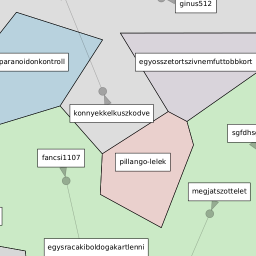 ginus512
paranoidonkontroll
egyosszetortszivnemfuttobbkort
konnyekkelkuszkodve
sgfdhs
fancsi1107
pillango-lelek
megjatszottelet
egysracakiboldogakartlenni